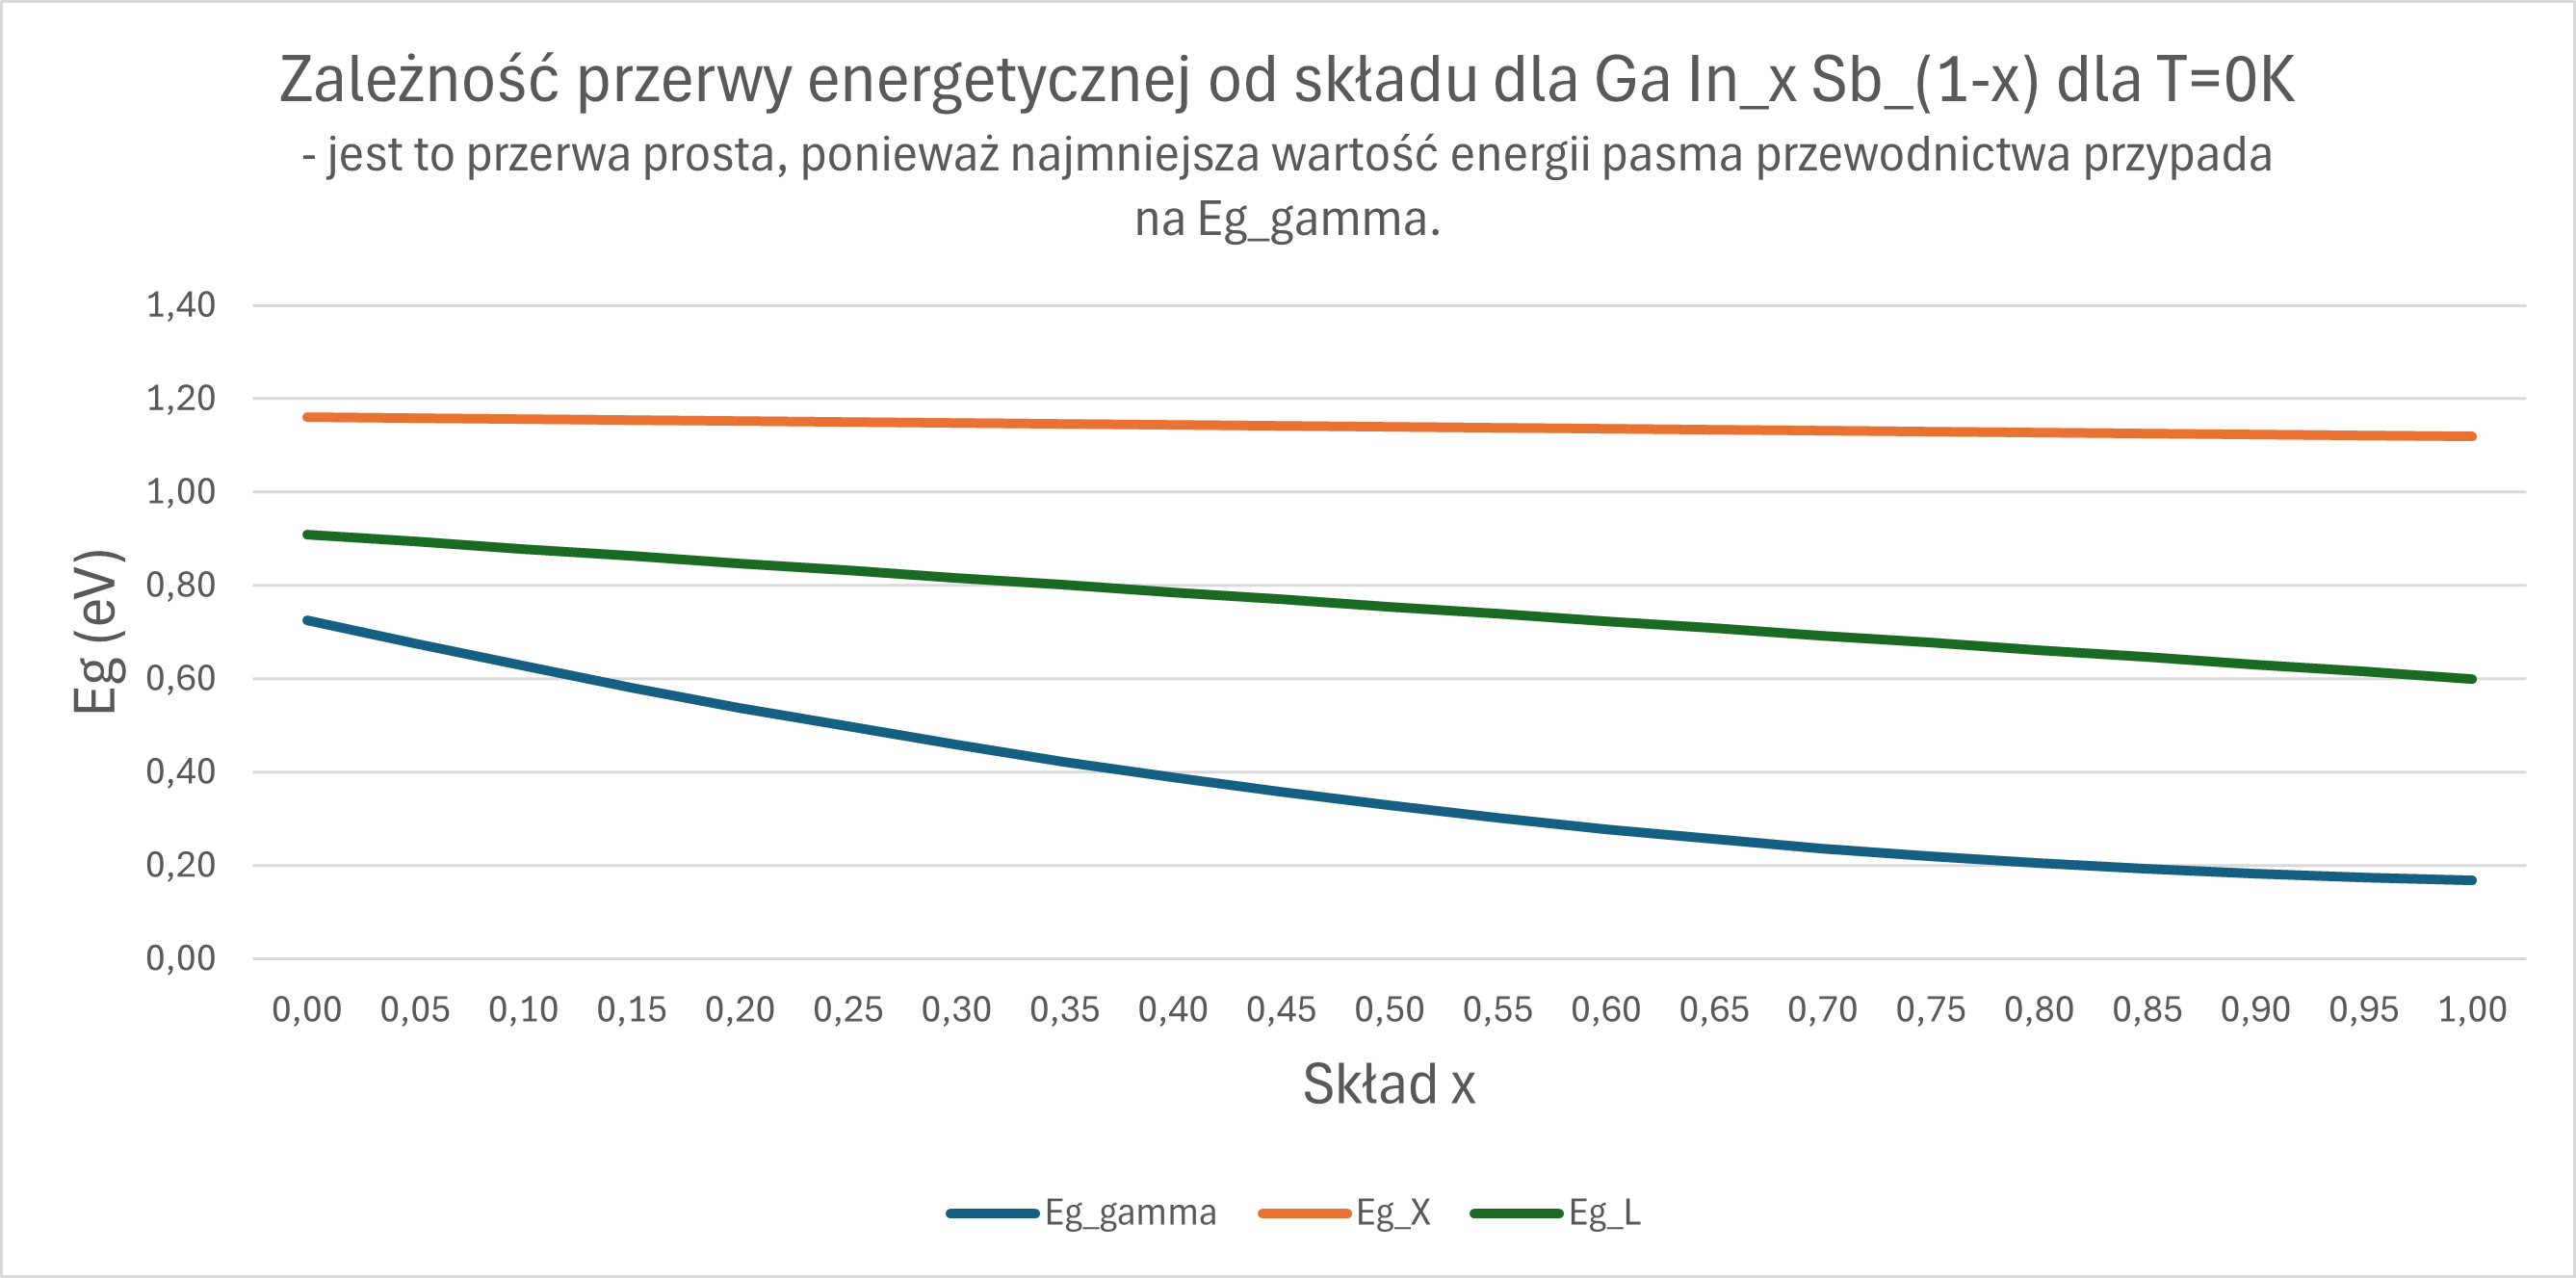 Zależność przerwy energetycznej od składu dla Ga In_x Sb_(1-x) dla T=0K
- jest to przerwa prosta, ponieważ najmniejsza wartość energii pasma przewodnictwa przypada
na Eg_gamma.
Eg (eV)
1,40
1,20
1,00
0,80
0,60
0,40
0,20
0,00
0,00 0,05 0,10 0,15 0,20 0,25 0,30 0,35 0,40 0,45 0,50 0,55 0,60 0,65 0,70 0,75 0,80 0,85 0,90 0,95 1,00
Skład x
Eg_gamma Eg_X Eg_L